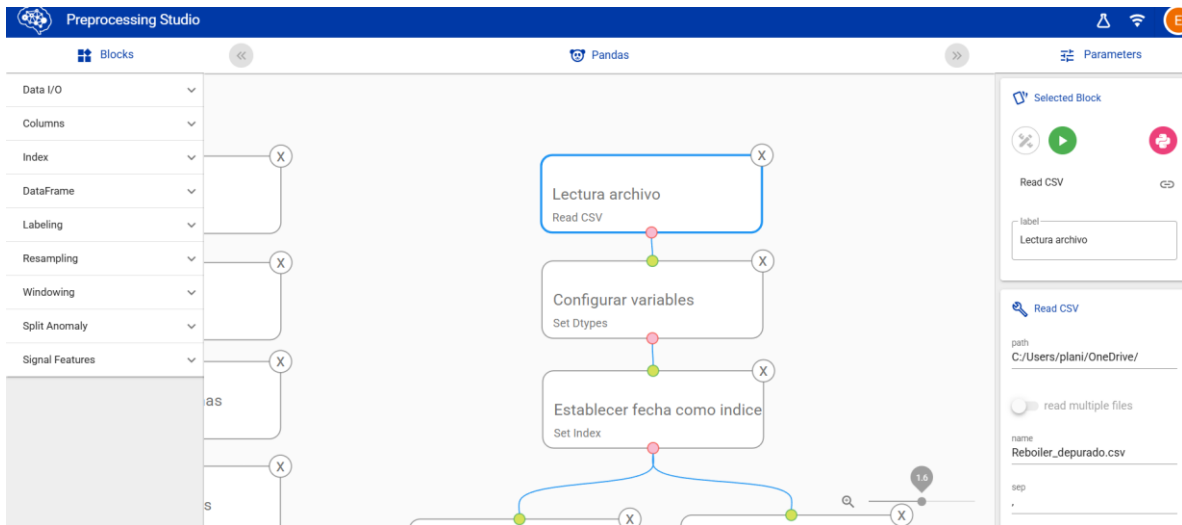 Preprocessing Studio
E
Blocks
Pandas
Parameters
Data I/O
Columns
Index
DataFrame
Labeling
Resampling
Windowing
Split Anomaly
Signal Features
X
X
X
as
X
s
X
Lectura archivo
Read CSV
X
Configurar variables
Set Dtypes
X
Establecer fecha como indice
Set Index
1.6
X
X
Selected Block
Read CSV
label
Lectura archivo
Read CSV
path
C:/Users/plani/OneDrive/
read multiple files
name
Reboiler_depurado.csv
sep
,